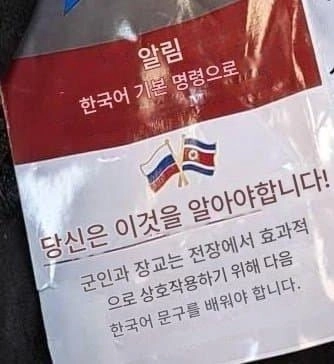 알림
한국어 기본 명령으로
당신은 이것을 알아야합니다!
군인과 장교는 전장에서 효과적
으로 상호작용하기 위해 다음
한국어 문구를 배워야 합니다.